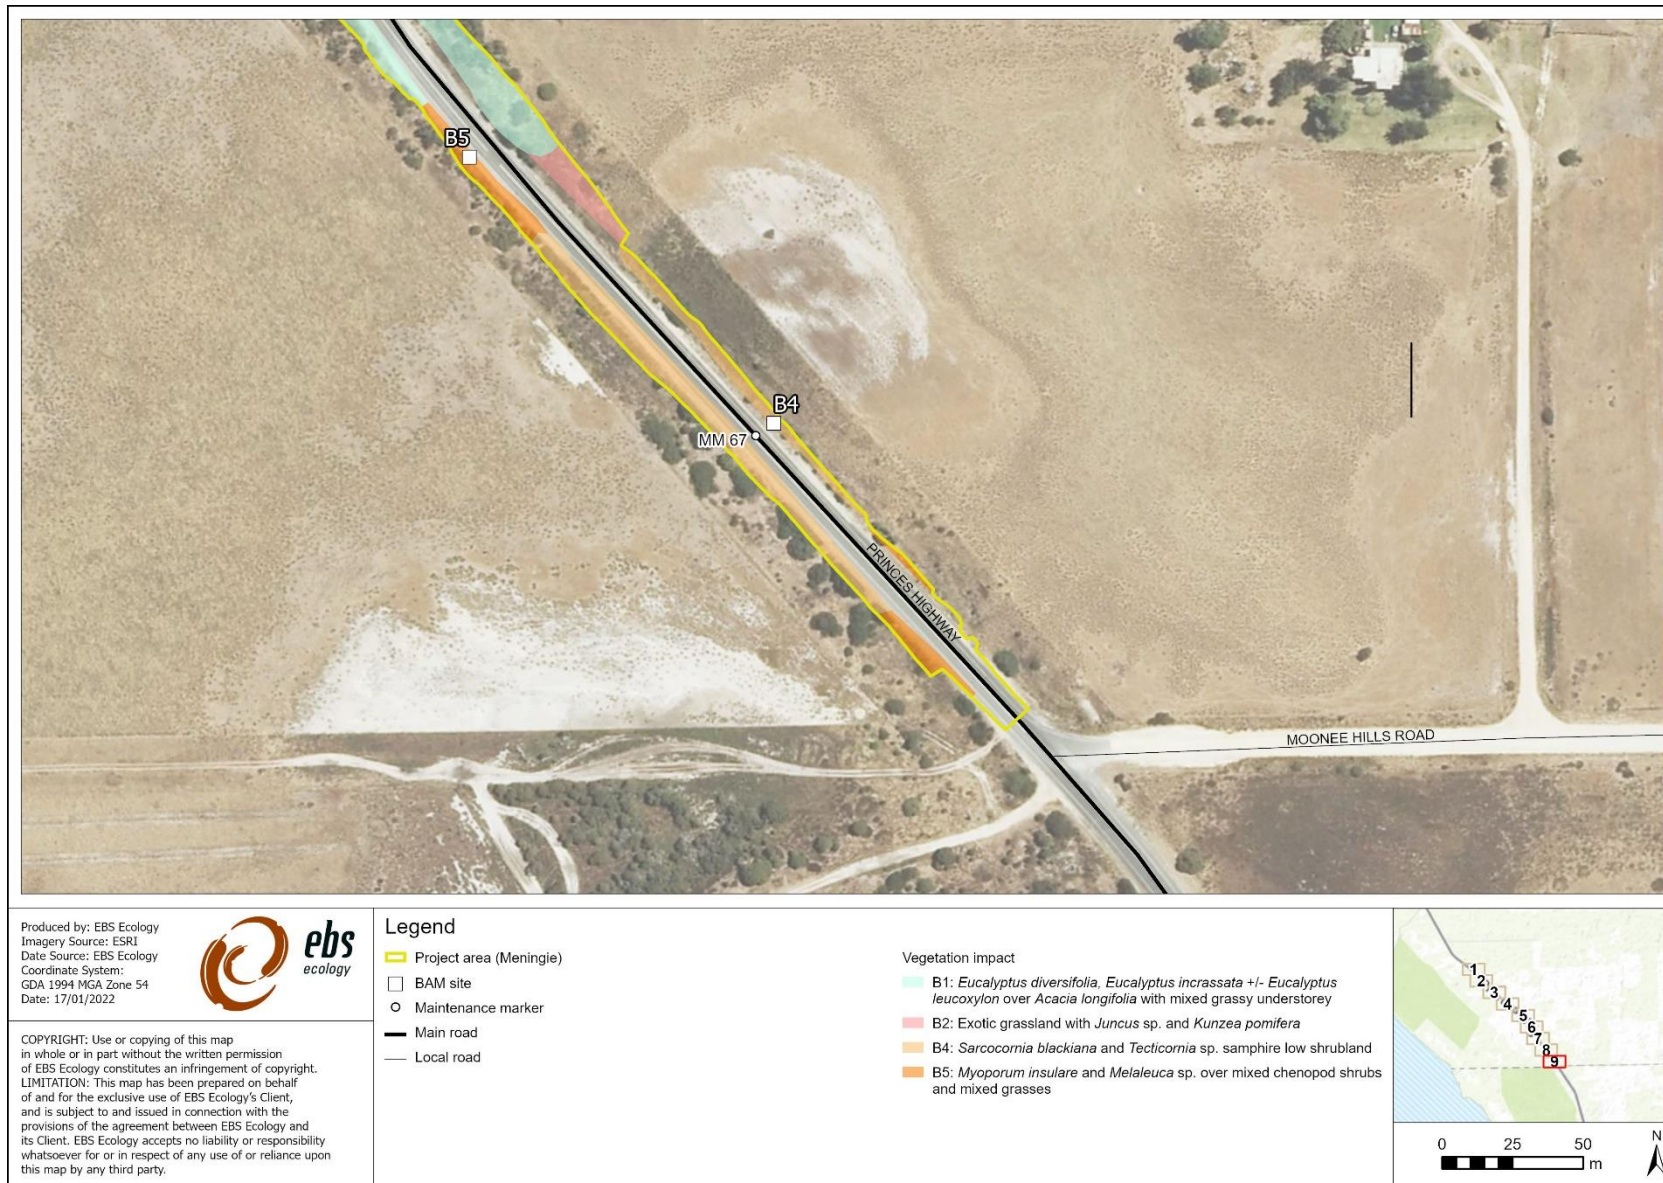 B5
B4
MM 67
PRINCES HIGHWAY
MOONEE HILLS ROAD
Produced by: EBS Ecology
Imagery Source: ESRI
Date Source: EBS Ecology
Coordinate System:
GDA 1994 MGA Zone 54
Date: 17/01/2022
ebs
ecology
COPYRIGHT: Use or copying of this map
in whole or in part without the written permission
of EBS Ecology constitutes an infringement of copyright.
LIMITATION: This map has been prepared on behalf
of and for the exclusive use of EBS Ecology's Client,
and is subject to and issued in connection with the
provisions of the agreement between EBS Ecology and
its Client. EBS Ecology accepts no liability or responsibility
whatsoever for or in respect of any use of or reliance upon
this map by any third party.
Legend
Project area (Meningie)
BAM site
Maintenance marker
Main road
Local road
Vegetation impact
B1: Eucalyptus diversifolia, Eucalyptus incrassata +/- Eucalyptus
leucoxylon over Acacia longifolia with mixed grassy understorey
B2: Exotic grassland with Juncus sp. and Kunzea pomifera
B4: Sarcocornia blackiana and Tecticornia sp. samphire low shrubland
B5: Myoporum insulare and Melaleuca sp. over mixed chenopod shrubs
and mixed grasses
1
2
3
4
5
6
7
8
9
0 25 50
m
N